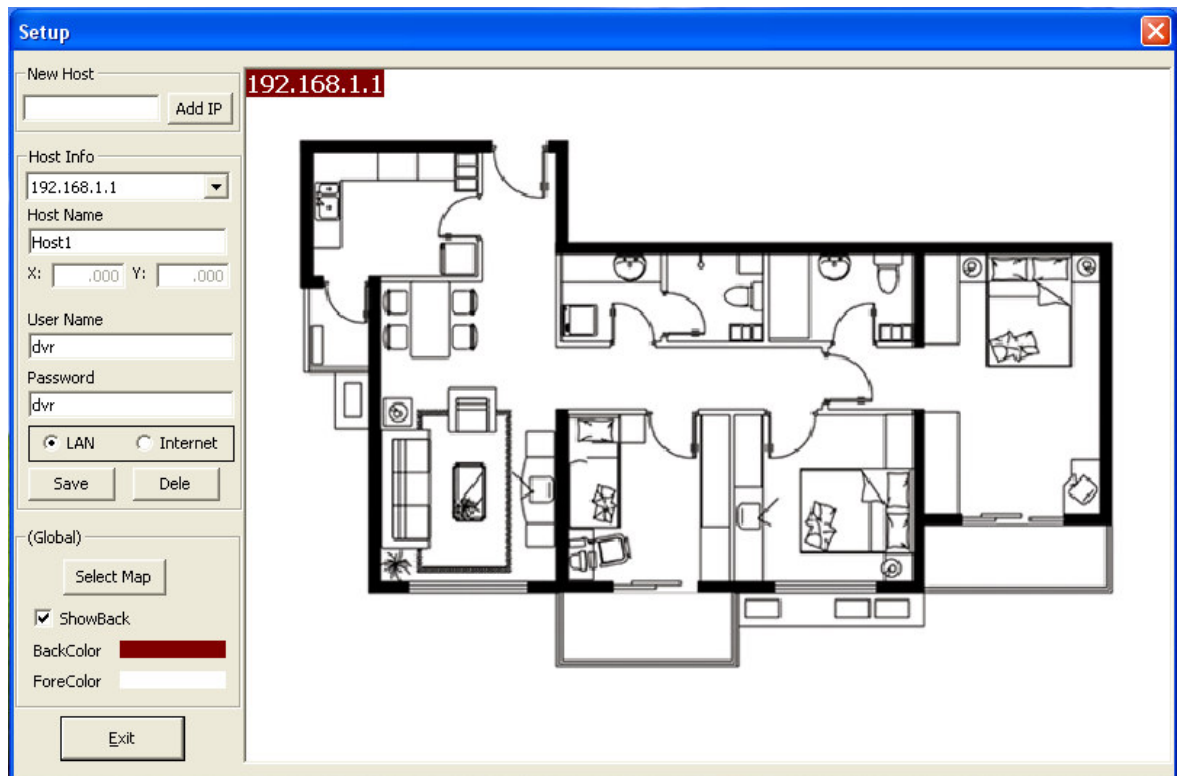 Setup
New Host
Add IP
Host Info
192.168.1.1
Host Name
Host1
X: .000 Y: .000
User Name
dvr
Password
dvr
LAN Internet
Save Dele
(Global)
Select Map
ShowBack
BackColor
ForeColor
Exit
192.168.1.1